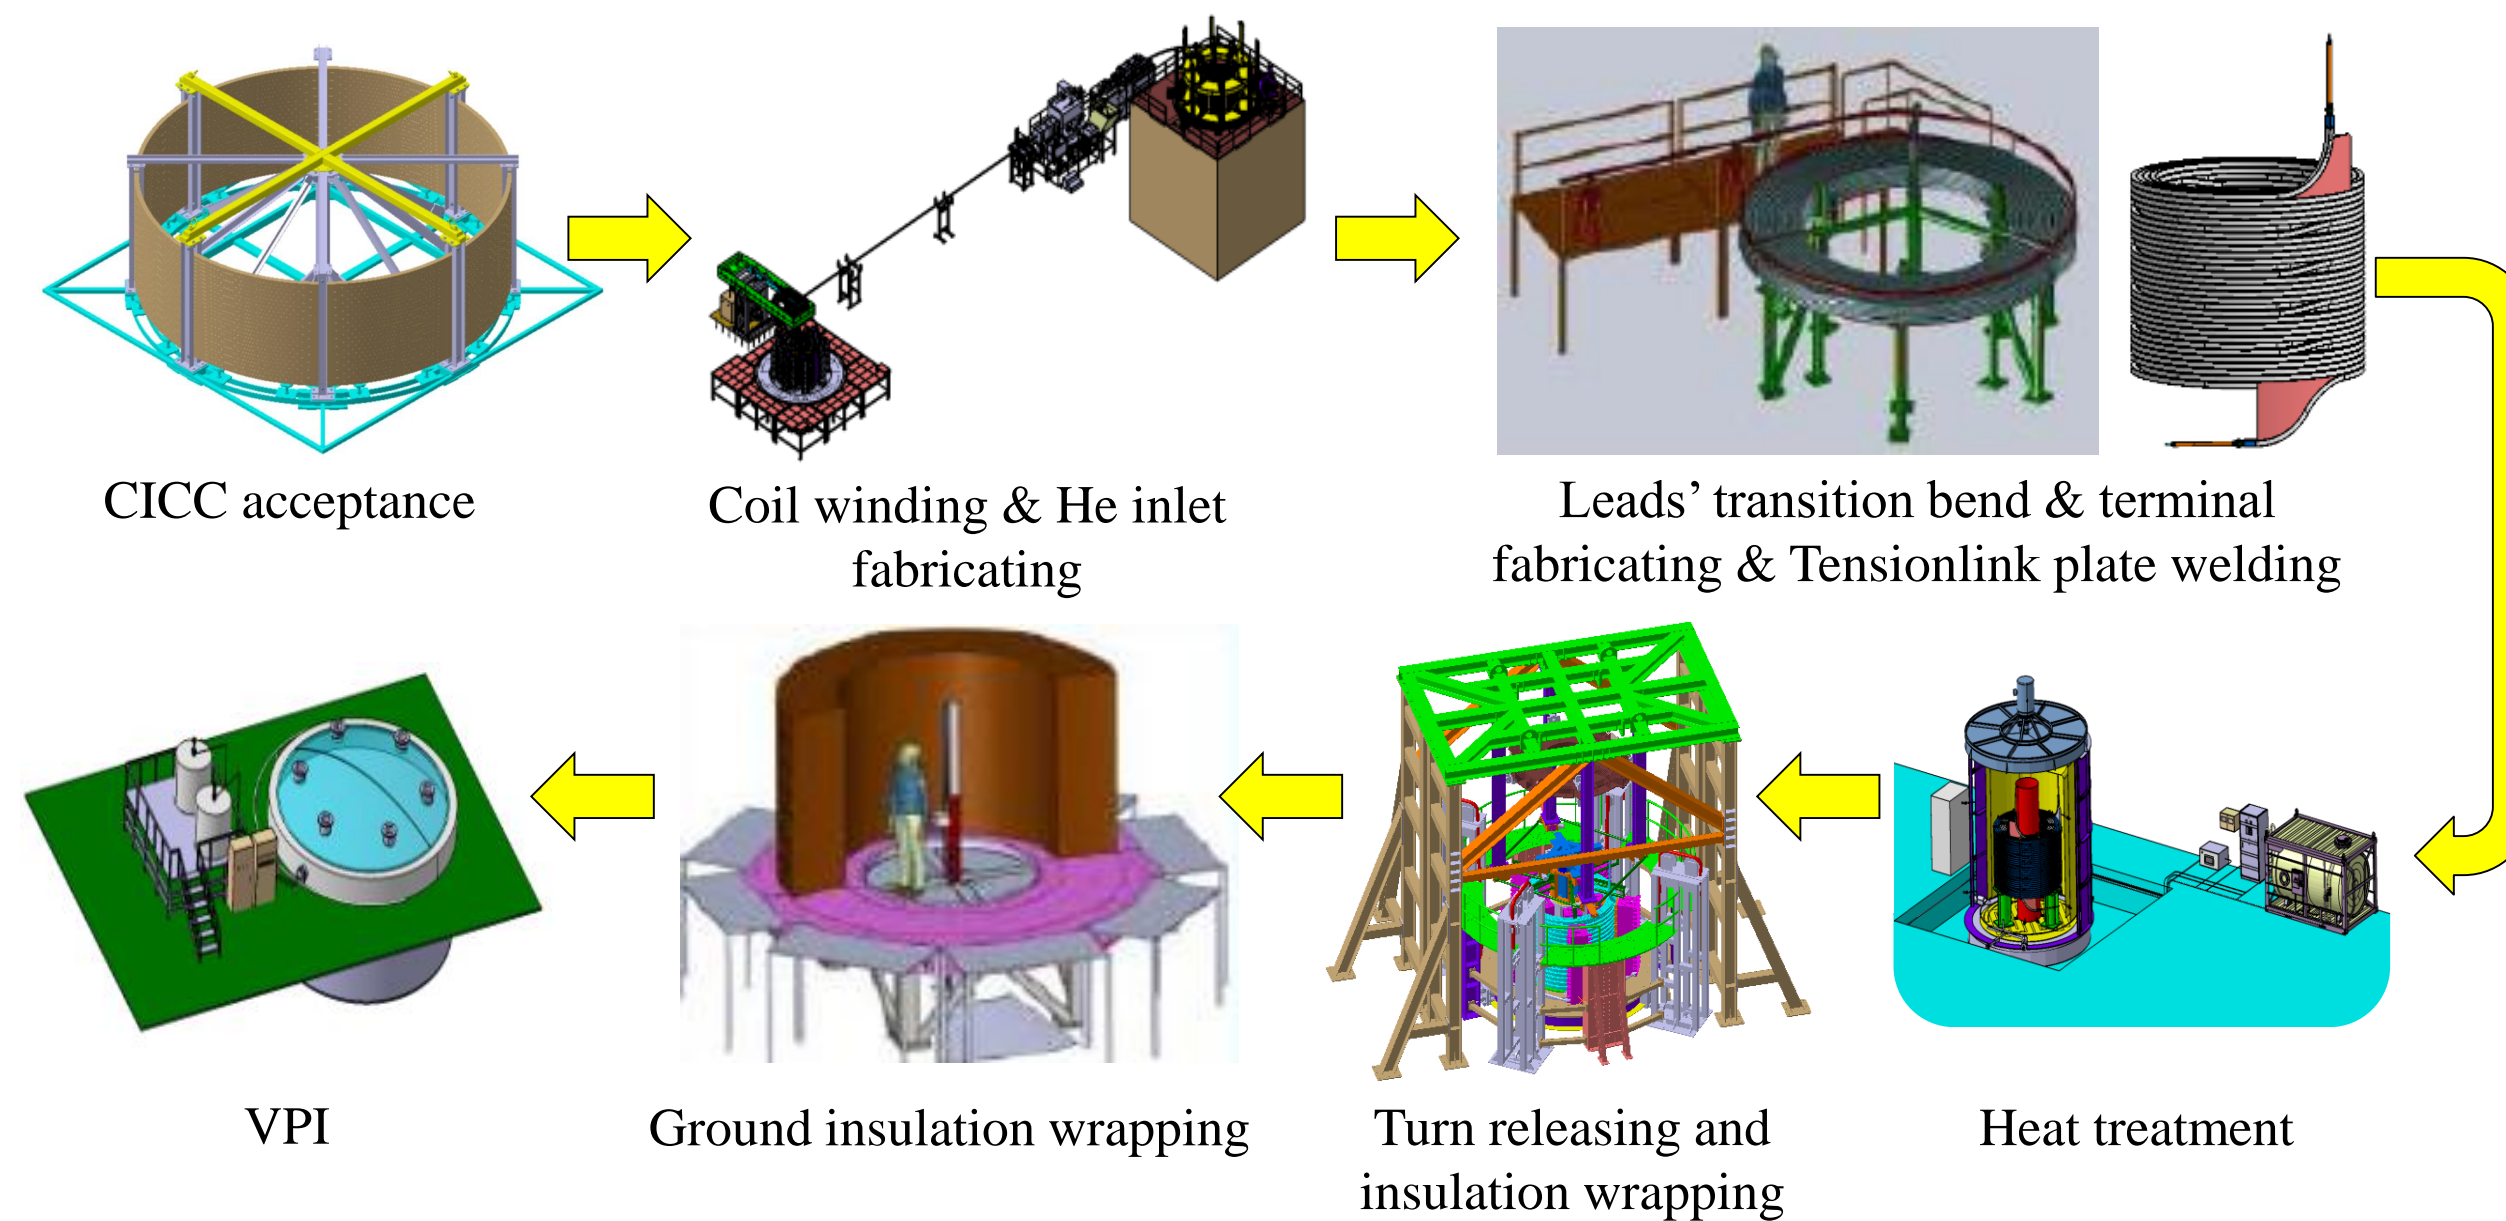 CICC acceptance
Coil winding & He inlet
fabricating
Leads’ transition bend & terminal
fabricating & Tensionlink plate welding
VPI
Ground insulation wrapping
Turn releasing and
insulation wrapping
Heat treatment